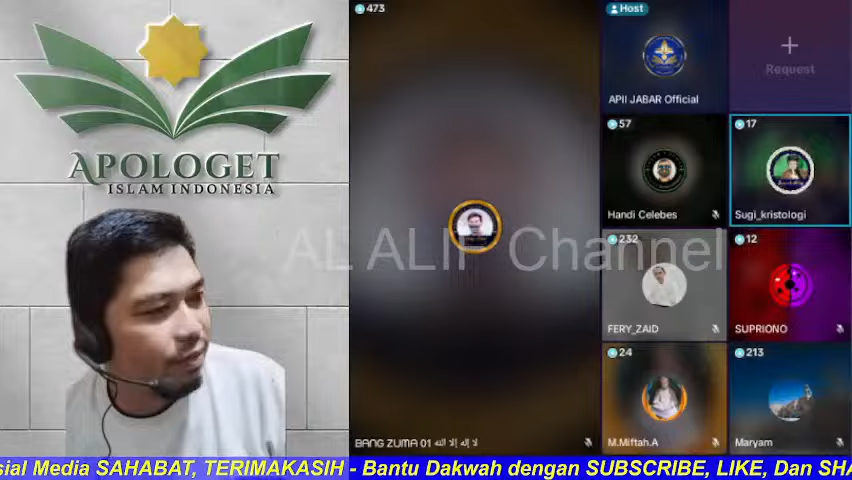 APOLOGET
ISLAM INDONESIA
473
Host
APII JABAR Official
Request
57
Handi Celebes
17
Sugi_kristologi
AL ALIF Channel
232
FERY_ZAID
12
SUPRIONO
24
M.Miftah.A
213
Maryam
BANG ZUMA 01 لا إله إلا الله
sial Media SAHABAT, TERIMAKASIH - Bantu Dakwah dengan SUBSCRIBE, LIKE, Dan SHA